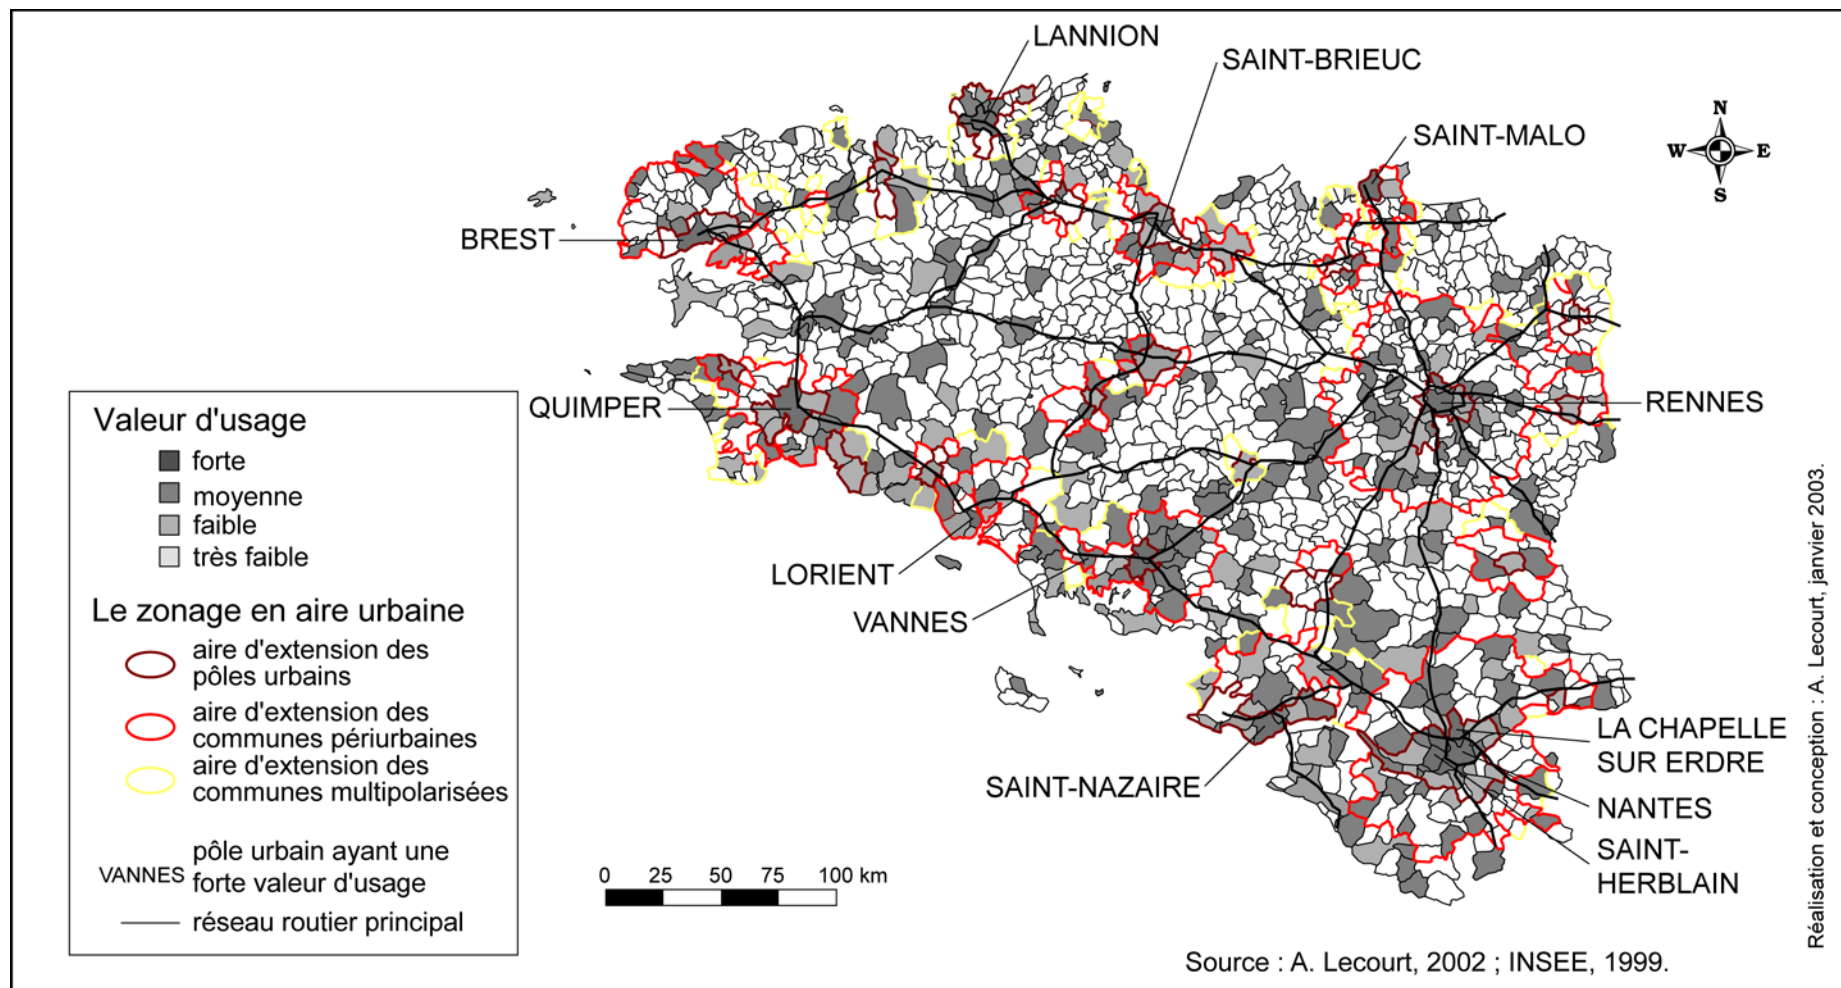 LANNION
SAINT-BRIEUC
SAINT-MALO
N
W
E
S
BREST
QUIMPER
RENNES
LORIENT
VANNES
SAINT-NAZAIRE
LA CHAPELLE
SUR ERDRE
NANTES
SAINT-
HERBLAIN
Valeur d'usage
forte
moyenne
faible
très faible
Le zonage en aire urbaine
aire d'extension des
pôles urbains
aire d'extension des
communes périurbaines
aire d'extension des
communes multipolarisées
VANNES pôle urbain ayant une
forte valeur d'usage
réseau routier principal
0 25 50 75 100 km
Source : A. Lecourt, 2002 ; INSEE, 1999.
Réalisation et conception : A. Lecourt, janvier 2003.